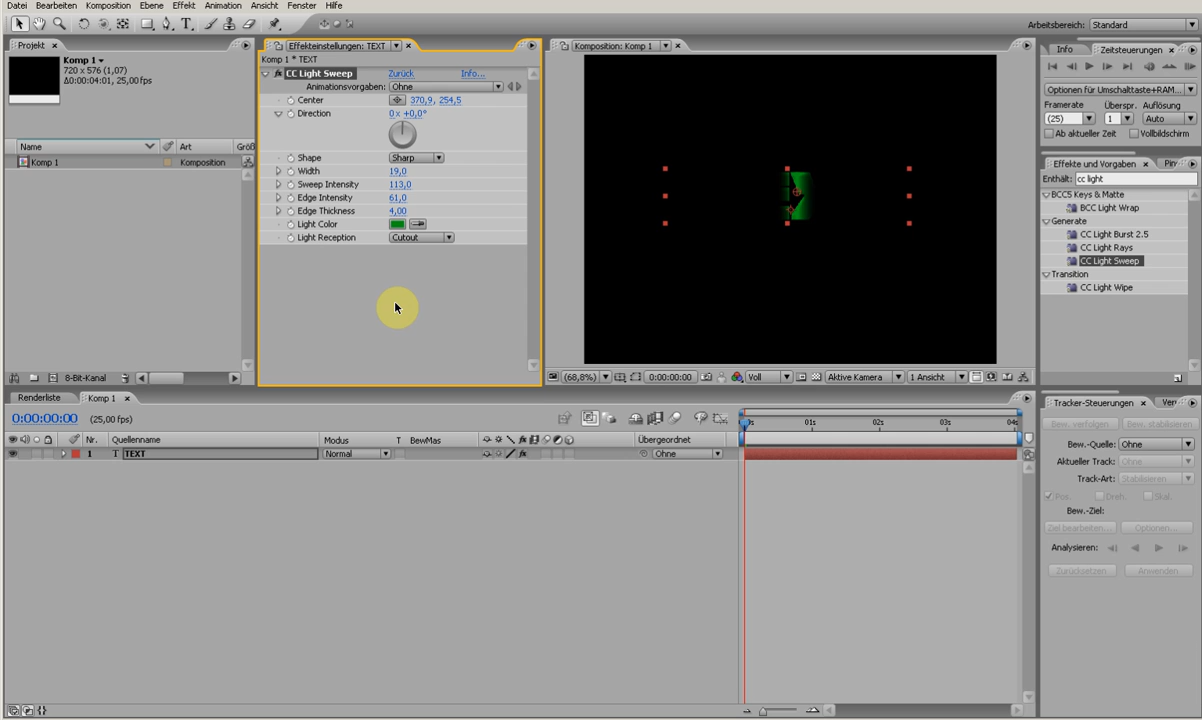 Datei Bearbeiten Komposition Ebene Effekt Animation Ansicht Fenster Hilfe
Arbeitsbereich: Standard
Projekt
Komp 1
720 x 576 (1,07)
Δ0:00:04:01, 25,00fps
Name Art Größ
Komp 1 Komposition
8-Bit-Kanal
Effekteinstellungen: TEXT
Komp 1 * TEXT
CC Light Sweep Zurück Info...
Animationsvorgaben: Ohne
Center 370,9, 254,5
Direction 0 x +0,0°
Shape Sharp
Width 19,0
Sweep Intensity 113,0
Edge Intensity 61,0
Edge Thickness 4,00
Light Color
Light Reception Cutout
Komposition: Komp 1
(68,8%) 0:00:00:00 Voll Aktive Kamera 1 Ansicht
Info Zeitsteuerungen
Optionen für Umschalttaste+RAM...
Framerate Überspr. Auflösung
(25) 1 Auto
Ab aktueller Zeit Vollbildschirm
Effekte und Vorgaben Pin
Enthält: cc light
BCC5 Keys & Matte
BCC Light Wrap
Generate
CC Light Burst 2.5
CC Light Rays
CC Light Sweep
Transition
CC Light Wipe
Renderliste Komp 1
0:00:00:00 (25,00 fps)
01s 02s 03s 04s
Nr. Quellenname Modus T BewMas Übergeordnet
1 T TEXT Normal Ohne
Tracker-Steuerungen Ver
Bew. verfolgen Bew. stabilisieren
Bew.-Quelle: Ohne
Aktueller Track: Ohne
Track-Art: Stabilisieren
Pos. Dreh. Skal.
Bew.-Ziel:
Ziel bearbeiten... Optionen...
Analysieren:
Zurücksetzen Anwenden